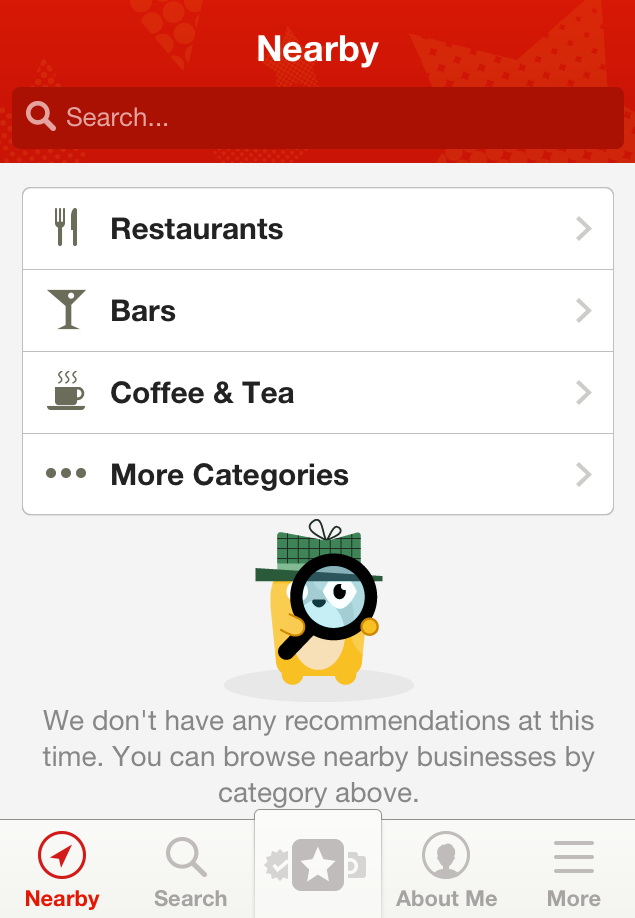 Nearby
Search...
Restaurants
Bars
Coffee & Tea
More Categories
We don't have any recommendations at this
time. You can browse nearby businesses by
category above.
Nearby
Search
About Me
More